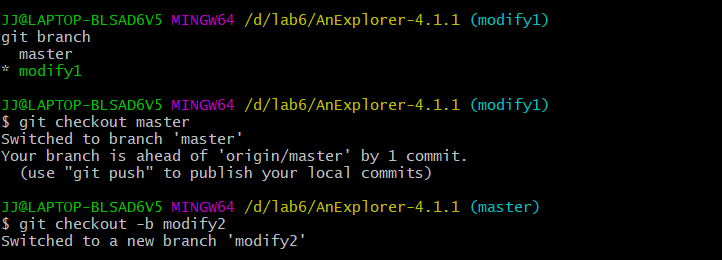 JJ@LAPTOP-BLSAD6V5 MINGW64 /d/lab6/AnExplorer-4.1.1 (modify1)
git branch
  master
* modify1

JJ@LAPTOP-BLSAD6V5 MINGW64 /d/lab6/AnExplorer-4.1.1 (modify1)
$ git checkout master
Switched to branch 'master'
Your branch is ahead of 'origin/master' by 1 commit.
  (use "git push" to publish your local commits)

JJ@LAPTOP-BLSAD6V5 MINGW64 /d/lab6/AnExplorer-4.1.1 (master)
$ git checkout -b modify2
Switched to a new branch 'modify2'